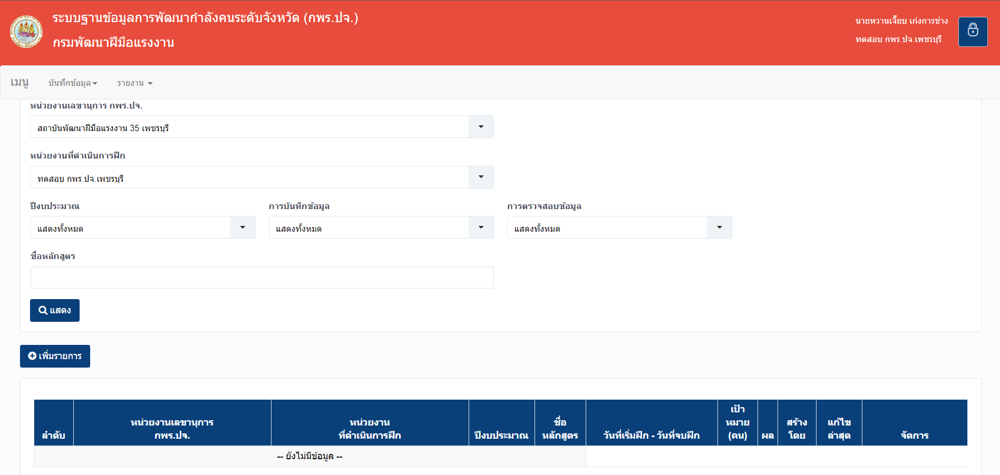 ระบบฐานข้อมูลการพัฒนากำลังคนระดับจังหวัด (กพร.ปจ.)
กรมพัฒนาฝีมือแรงงาน
นายหวานเจี๊ยบ เก่งการช่าง
ทดสอบ กพร.ปจ.เพชรบุรี
เมนู บันทึกข้อมูล รายงาน
หน่วยงานเลขานุการ กพร.ปจ.
สถาบันพัฒนาฝีมือแรงงาน 35 เพชรบุรี
หน่วยงานที่ดำเนินการฝึก
ทดสอบ กพร.ปจ.เพชรบุรี
ปีงบประมาณ การบันทึกข้อมูล การตรวจสอบข้อมูล
แสดงทั้งหมด แสดงทั้งหมด แสดงทั้งหมด
ชื่อหลักสูตร
แสดง
เพิ่มรายการ
ลำดับ
หน่วยงานเลขานุการ
กพร.ปจ.
หน่วยงาน
ที่ดำเนินการฝึก
ปีงบประมาณ
ชื่อ
หลักสูตร
วันที่เริ่มฝึก - วันที่จบฝึก
เป้า
หมาย
(คน)
ผล
สร้าง
โดย
แก้ไข
ล่าสุด
จัดการ
-- ยังไม่มีข้อมูล --